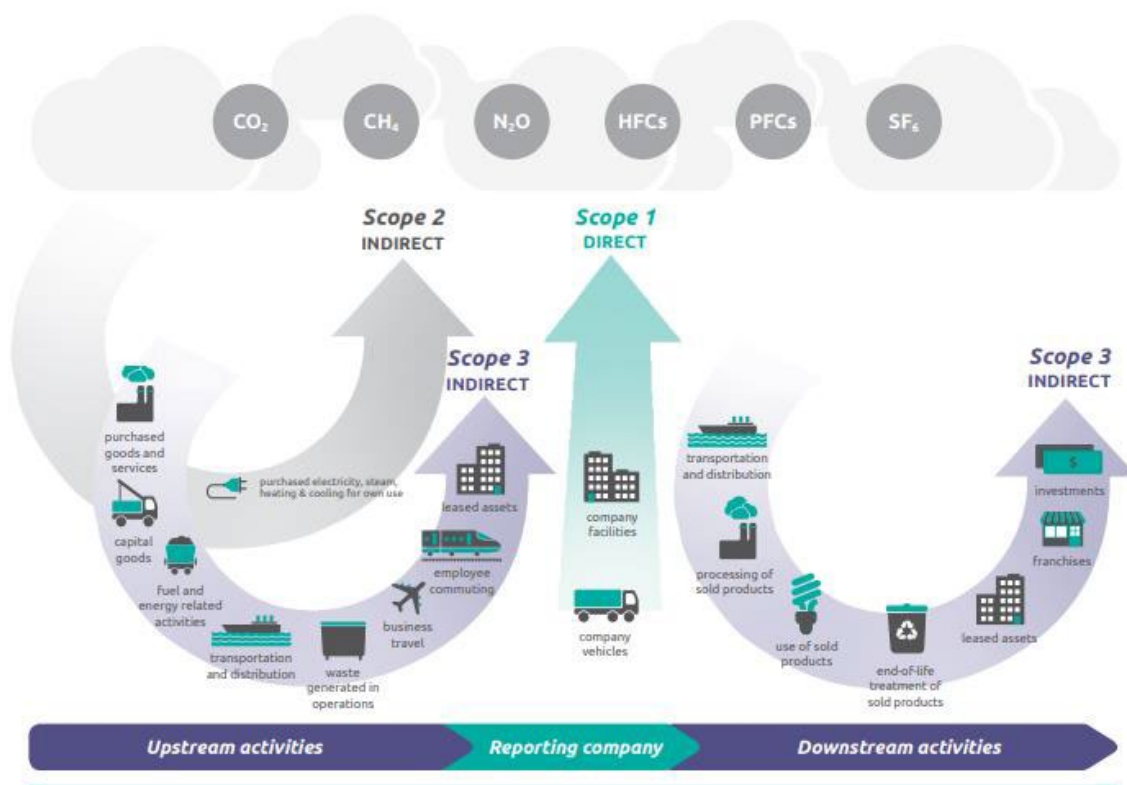 CO₂ CH₄ N₂O HFCs PFCs SF₆
Scope 2
INDIRECT
Scope 1
DIRECT
Scope 3
INDIRECT
Scope 3
INDIRECT
purchased
goods and
services
capital
goods
fuel and
energy related
activities
purchased electricity, steam,
heating & cooling for own use
transportation
and distribution
waste
generated in
operations
business
travel
employee
commuting
leased assets
company
facilities
company
vehicles
transportation
and distribution
processing of
sold products
use of sold
products
end-of-life
treatment of
sold products
leased assets
franchises
$
investments
Upstream activities
Reporting company
Downstream activities